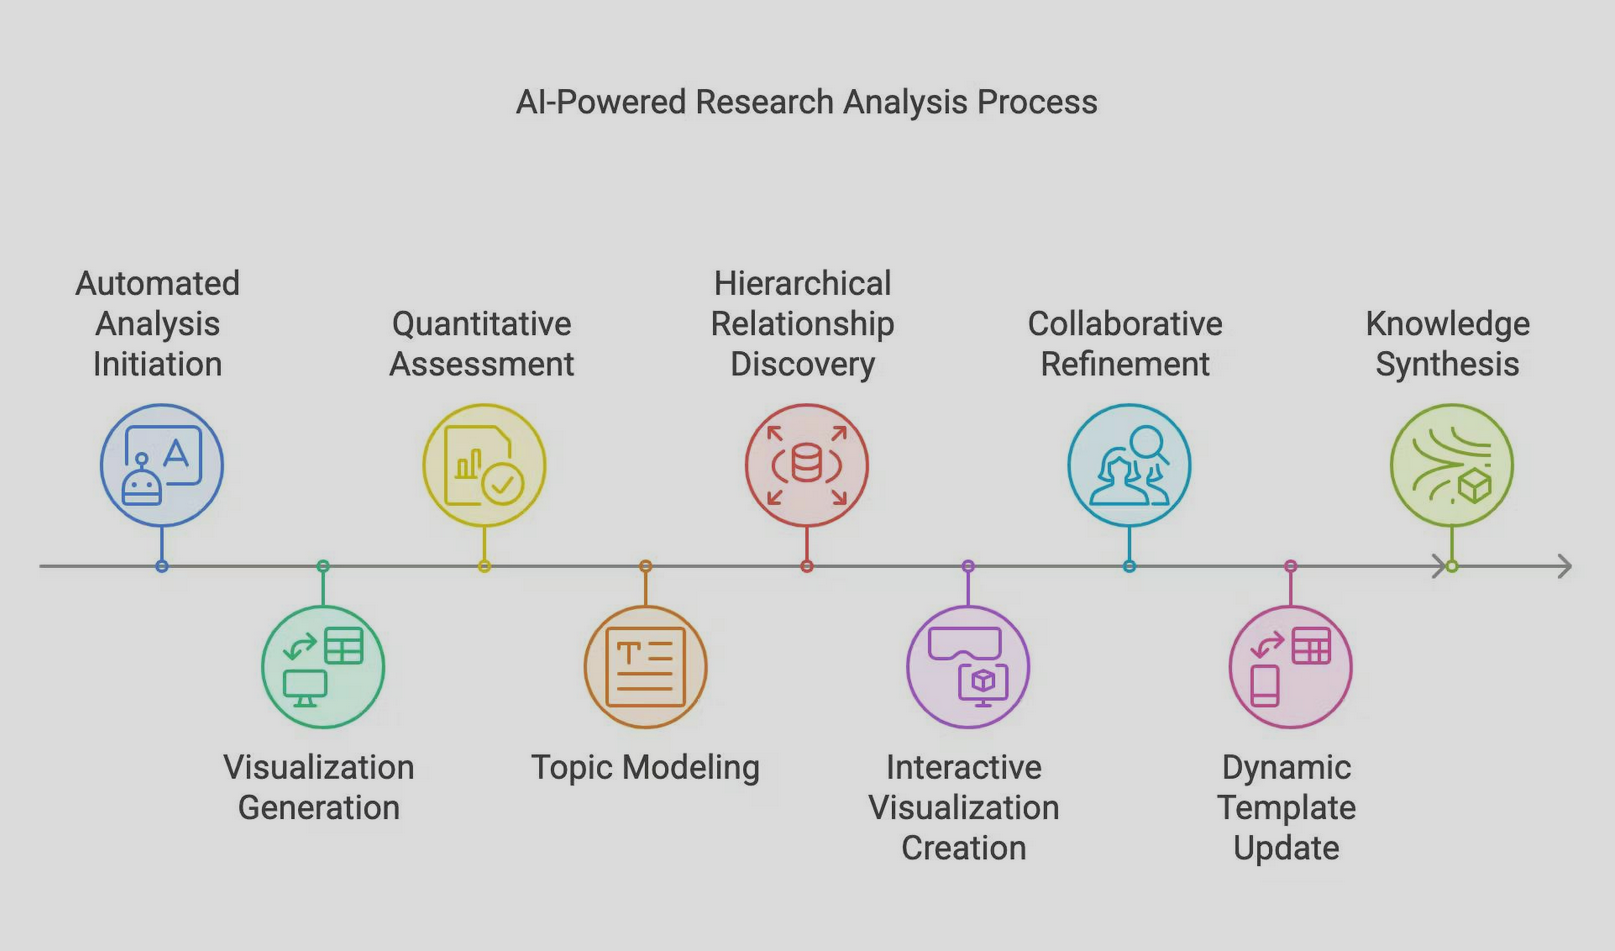 AI-Powered Research Analysis Process
Automated
Analysis
Initiation
Visualization
Generation
Quantitative
Assessment
Topic Modeling
Hierarchical
Relationship
Discovery
Interactive
Visualization
Creation
Collaborative
Refinement
Dynamic
Template
Update
Knowledge
Synthesis
A
T